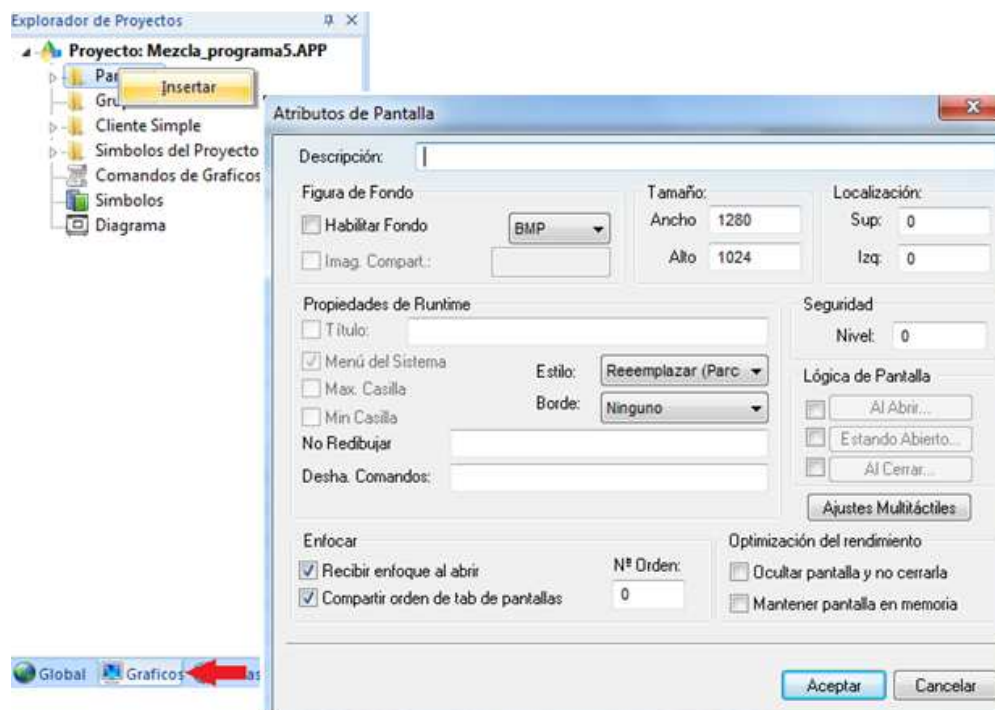 Explorador de Proyectos
Proyecto: Mezcla_programa5.APP
Insertar
Cliente Simple
Simbolos del Proyecto
Comandos de Graficos
Simbolos
Diagrama
Global
Graficos
Atributos de Pantalla
Descripción:
Figura de Fondo
Habilitar Fondo
BMP
Imag. Compart.:
Tamaño:
Ancho 1280
Alto 1024
Localización:
Sup: 0
Izq: 0
Propiedades de Runtime
Título:
Menú del Sistema
Max. Casilla
Min Casilla
Estilo: Reeemplazar (Parc
Borde: Ninguno
No Redibujar
Desha. Comandos:
Seguridad
Nivel: 0
Lógica de Pantalla
Al Abrir...
Estando Abierto...
Al Cerrar...
Ajustes Multitáctiles
Enfocar
Recibir enfoque al abrir
Compartir orden de tab de pantallas
Nº Orden:
0
Optimización del rendimiento
Ocultar pantalla y no cerrarla
Mantener pantalla en memoria
Aceptar
Cancelar